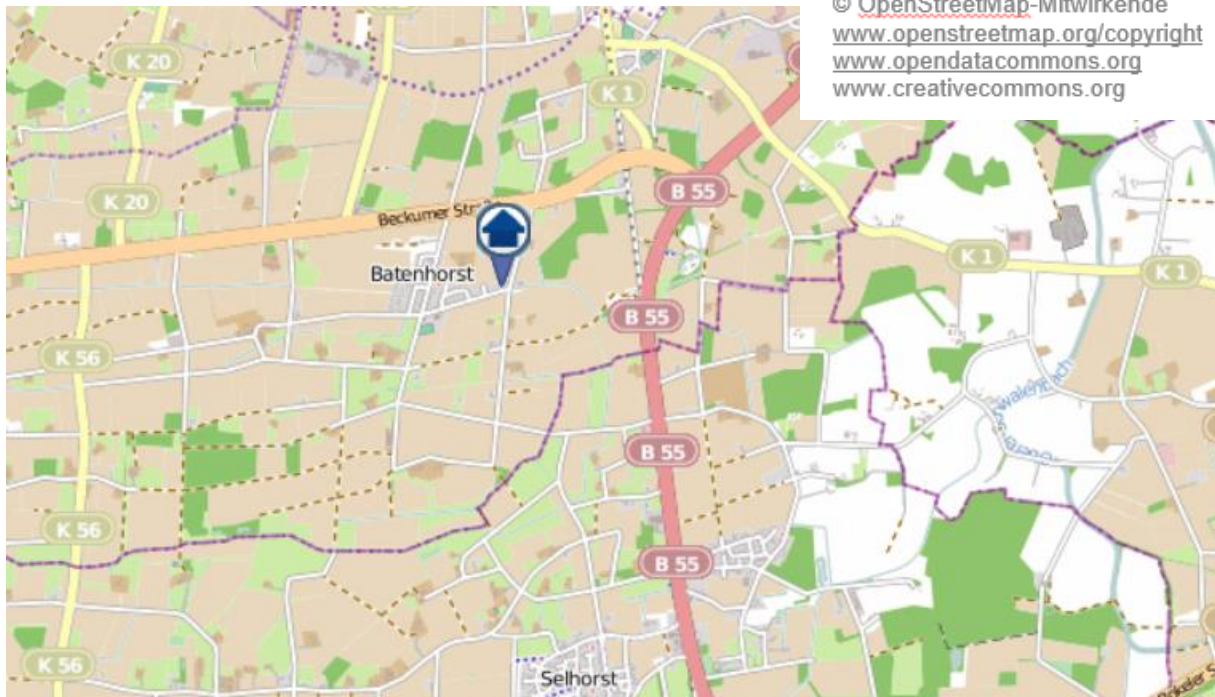 © OpenStreetMap-Mitwirkende
www.openstreetmap.org/copyright
www.opendatacommons.org
www.creativecommons.org
K 20
K 1
K 20
B 55
Beckumer
Batenhorst
K 1
K 1
B 55
K 56
B 55
K 56
B 55
K 56
Selhorst